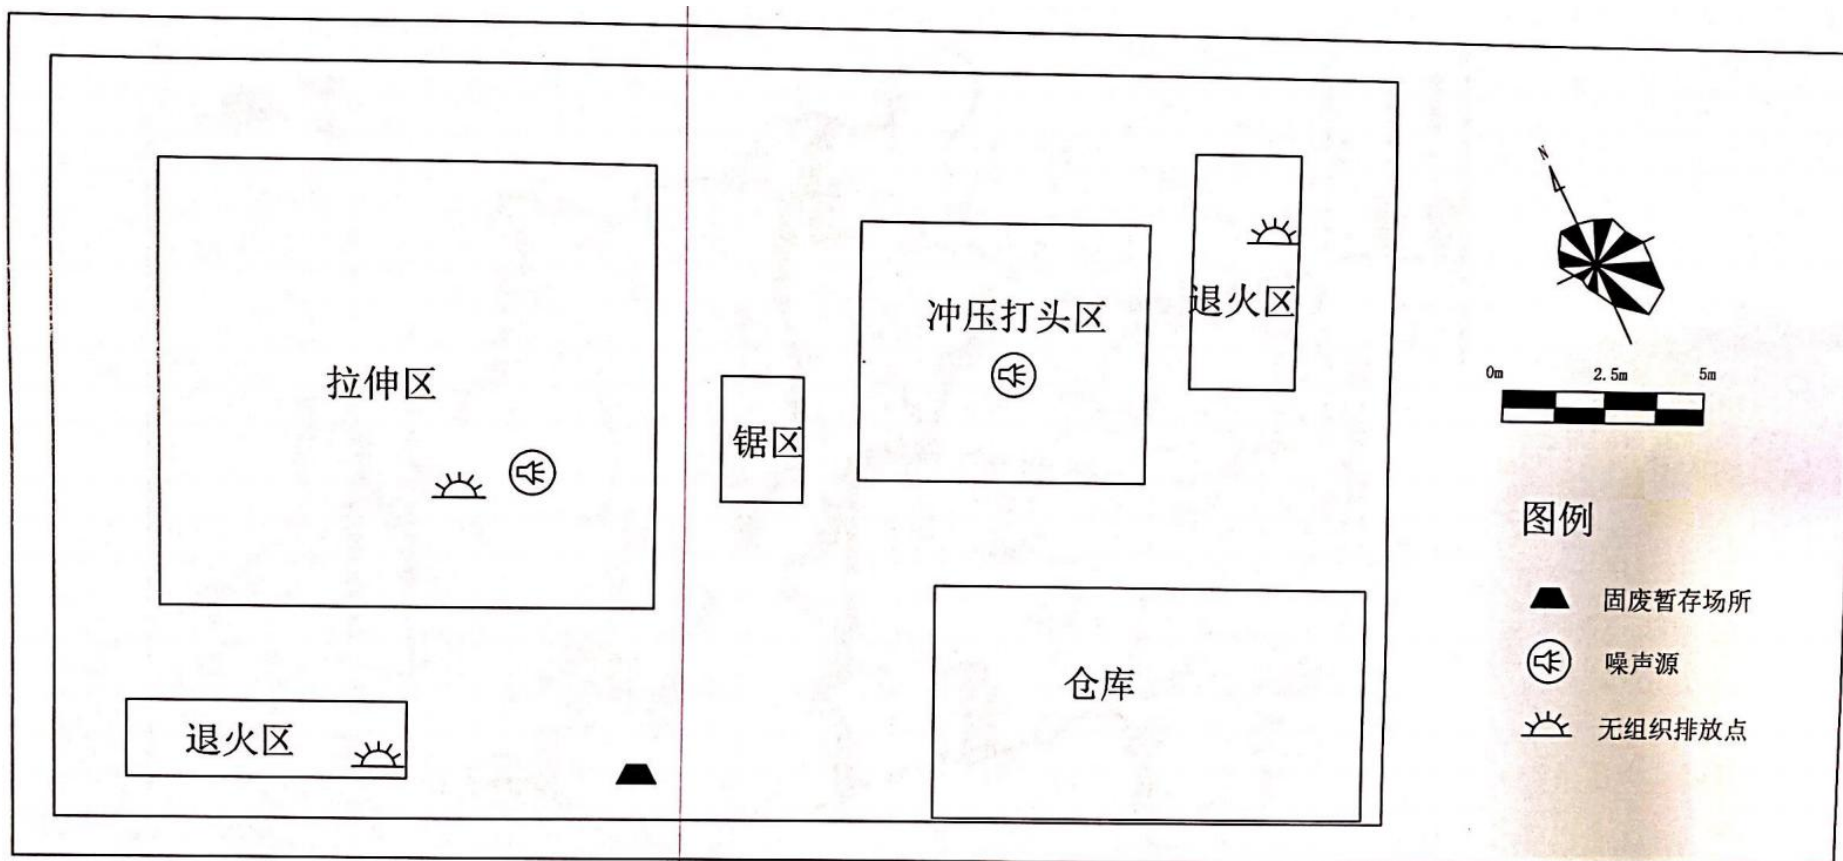 N
退火区
冲压打头区
拉伸区
锯区
0m 2.5m 5m
图例
固废暂存场所
噪声源
仓库
无组织排放点
退火区